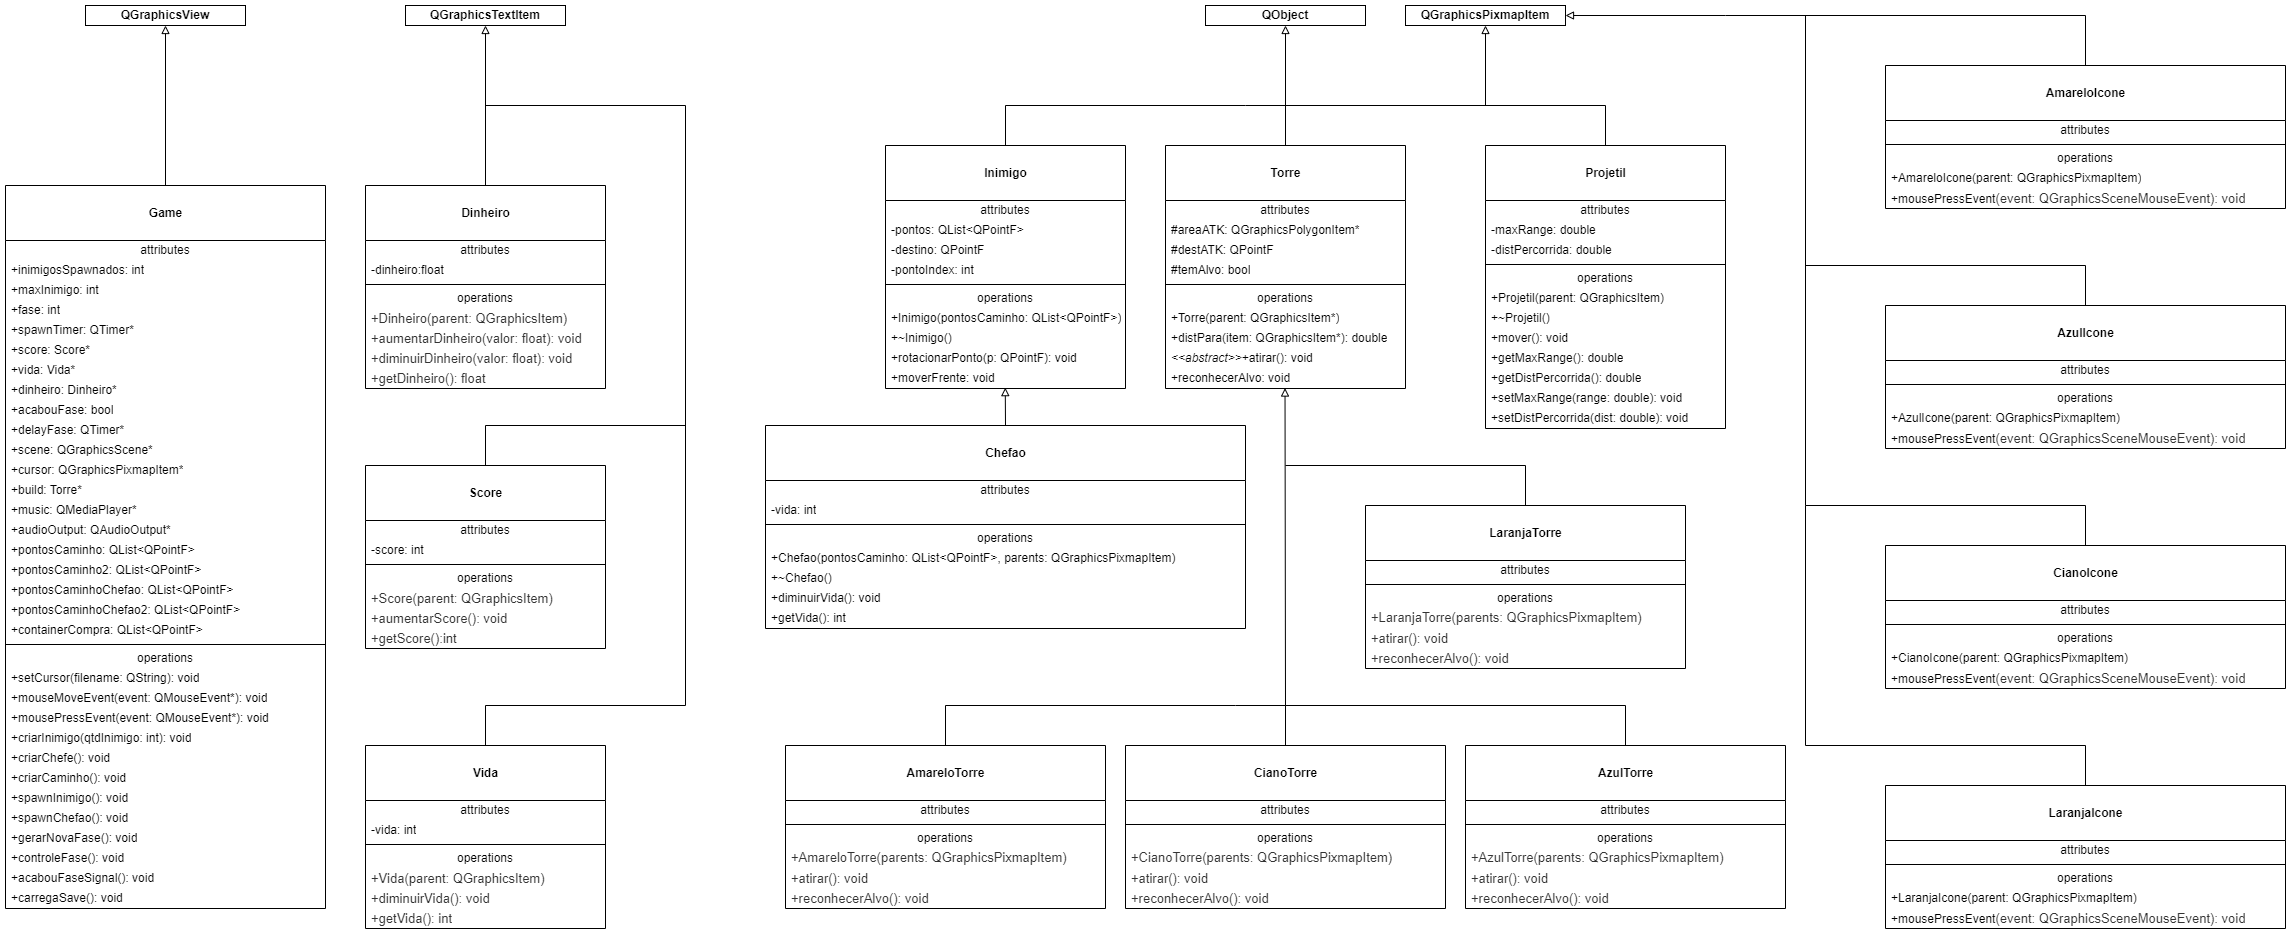 QGraphicsView
QGraphicsTextItem
QObject
QGraphicsPixmapItem
Game
attributes
+inimigosSpawnados: int
+maxInimigo: int
+fase: int
+spawnTimer: QTimer*
+score: Score*
+vida: Vida*
+dinheiro: Dinheiro*
+acabouFase: bool
+delayFase: QTimer*
+scene: QGraphicsScene*
+cursor: QGraphicsPixmapItem*
+build: Torre*
+music: QMediaPlayer*
+audioOutput: QAudioOutput*
+pontosCaminho: QList<QPointF>
+pontosCaminho2: QList<QPointF>
+pontosCaminhoChefao: QList<QPointF>
+pontosCaminhoChefao2: QList<QPointF>
+containerCompra: QList<QPointF>
operations
+setCursor(filename: QString): void
+mouseMoveEvent(event: QMouseEvent*): void
+mousePressEvent(event: QMouseEvent*): void
+criarInimigo(qtdInimigo: int): void
+criarChefe(): void
+criarCaminho(): void
+spawnInimigo(): void
+spawnChefao(): void
+gerarNovaFase(): void
+controleFase(): void
+acabouFaseSignal(): void
+carregaSave(): void
Dinheiro
attributes
-dinheiro:float
operations
+Dinheiro(parent: QGraphicsItem)
+aumentarDinheiro(valor: float): void
+diminuirDinheiro(valor: float): void
+getDinheiro(): float
Score
attributes
-score: int
operations
+Score(parent: QGraphicsItem)
+aumentarScore(): void
+getScore():int
Vida
attributes
-vida: int
operations
+Vida(parent: QGraphicsItem)
+diminuirVida(): void
+getVida(): int
Inimigo
attributes
-pontos: QList<QPointF>
-destino: QPointF
-pontoIndex: int
operations
+Inimigo(pontosCaminho: QList<QPointF>)
+~Inimigo()
+rotacionarPonto(p: QPointF): void
+moverFrente: void
Torre
attributes
#areaATK: QGraphicsPolygonItem*
#destATK: QPointF
#temAlvo: bool
operations
+Torre(parent: QGraphicsItem*)
+distPara(item: QGraphicsItem*): double
<<abstract>>+atirar(): void
+reconhecerAlvo: void
Projetil
attributes
-maxRange: double
-distPercorrida: double
operations
+Projetil(parent: QGraphicsItem)
+~Projetil()
+mover(): void
+getMaxRange(): double
+getDistPercorrida(): double
+setMaxRange(range: double): void
+setDistPercorrida(dist: double): void
Chefao
attributes
-vida: int
operations
+Chefao(pontosCaminho: QList<QPointF>, parents: QGraphicsPixmapItem)
+~Chefao()
+diminuirVida(): void
+getVida(): int
LaranjaTorre
attributes
operations
+LaranjaTorre(parents: QGraphicsPixmapItem)
+atirar(): void
+reconhecerAlvo(): void
AmareloTorre
attributes
operations
+AmareloTorre(parents: QGraphicsPixmapItem)
+atirar(): void
+reconhecerAlvo(): void
CianoTorre
attributes
operations
+CianoTorre(parents: QGraphicsPixmapItem)
+atirar(): void
+reconhecerAlvo(): void
AzulTorre
attributes
operations
+AzulTorre(parents: QGraphicsPixmapItem)
+atirar(): void
+reconhecerAlvo(): void
AmareloIcone
attributes
operations
+AmareloIcone(parent: QGraphicsPixmapItem)
+mousePressEvent(event: QGraphicsSceneMouseEvent): void
AzulIcone
attributes
operations
+AzulIcone(parent: QGraphicsPixmapItem)
+mousePressEvent(event: QGraphicsSceneMouseEvent): void
CianoIcone
attributes
operations
+CianoIcone(parent: QGraphicsPixmapItem)
+mousePressEvent(event: QGraphicsSceneMouseEvent): void
LaranjaIcone
attributes
operations
+LaranjaIcone(parent: QGraphicsPixmapItem)
+mousePressEvent(event: QGraphicsSceneMouseEvent): void